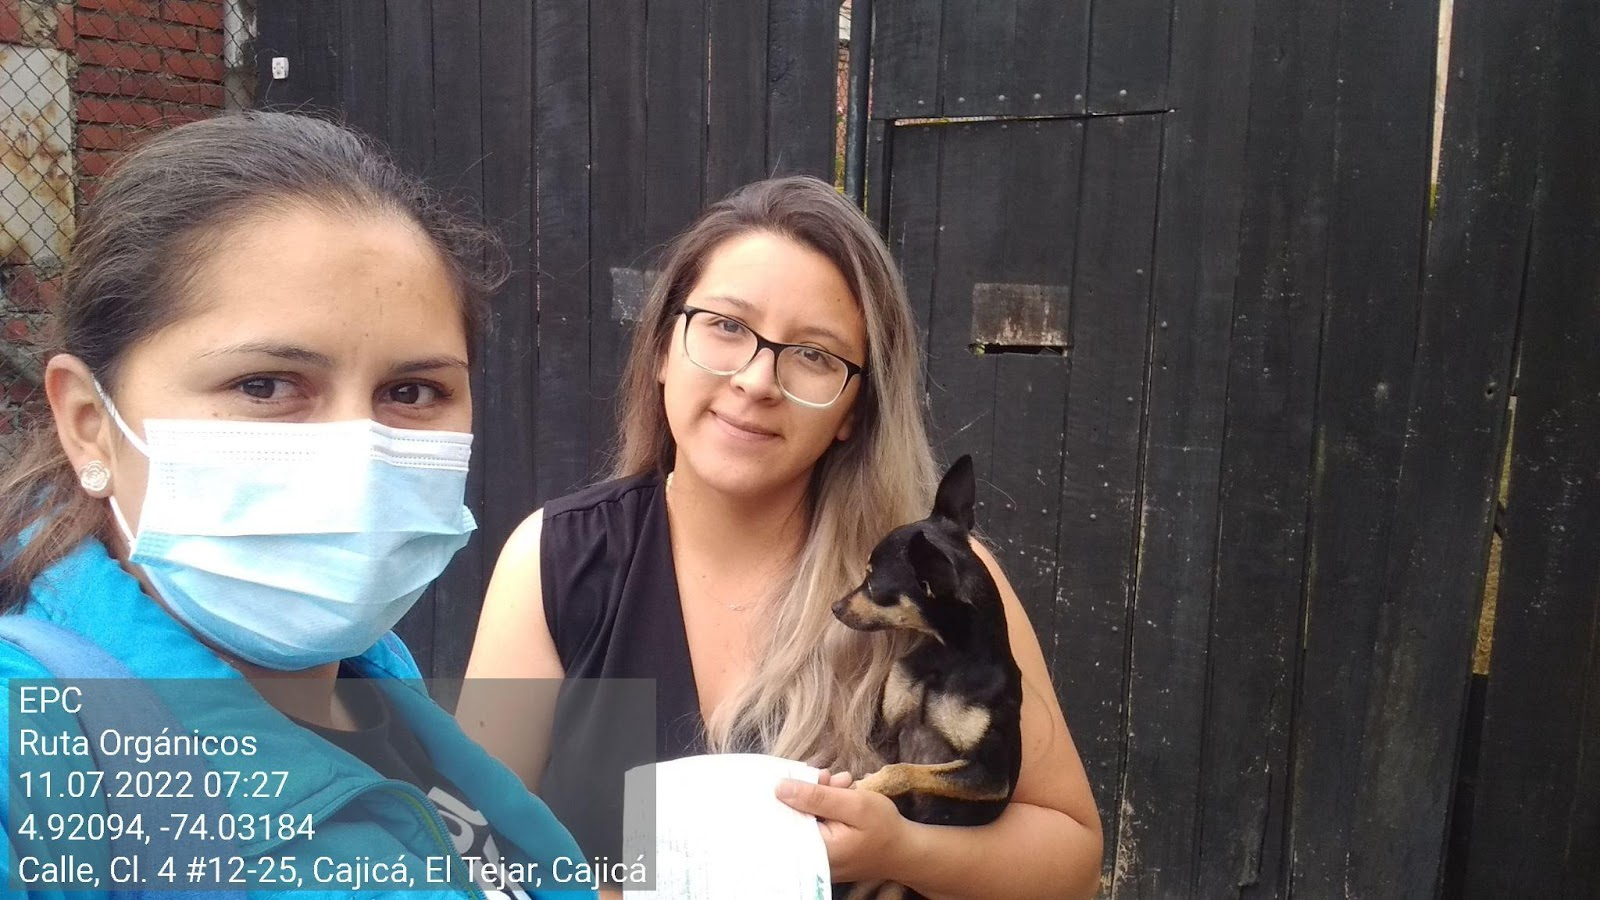 EPC
Ruta Orgánicos
11.07.2022 07:27
4.92094, -74.03184
Calle, Cl. 4 #12-25, Cajicá, El Tejar, Cajicá